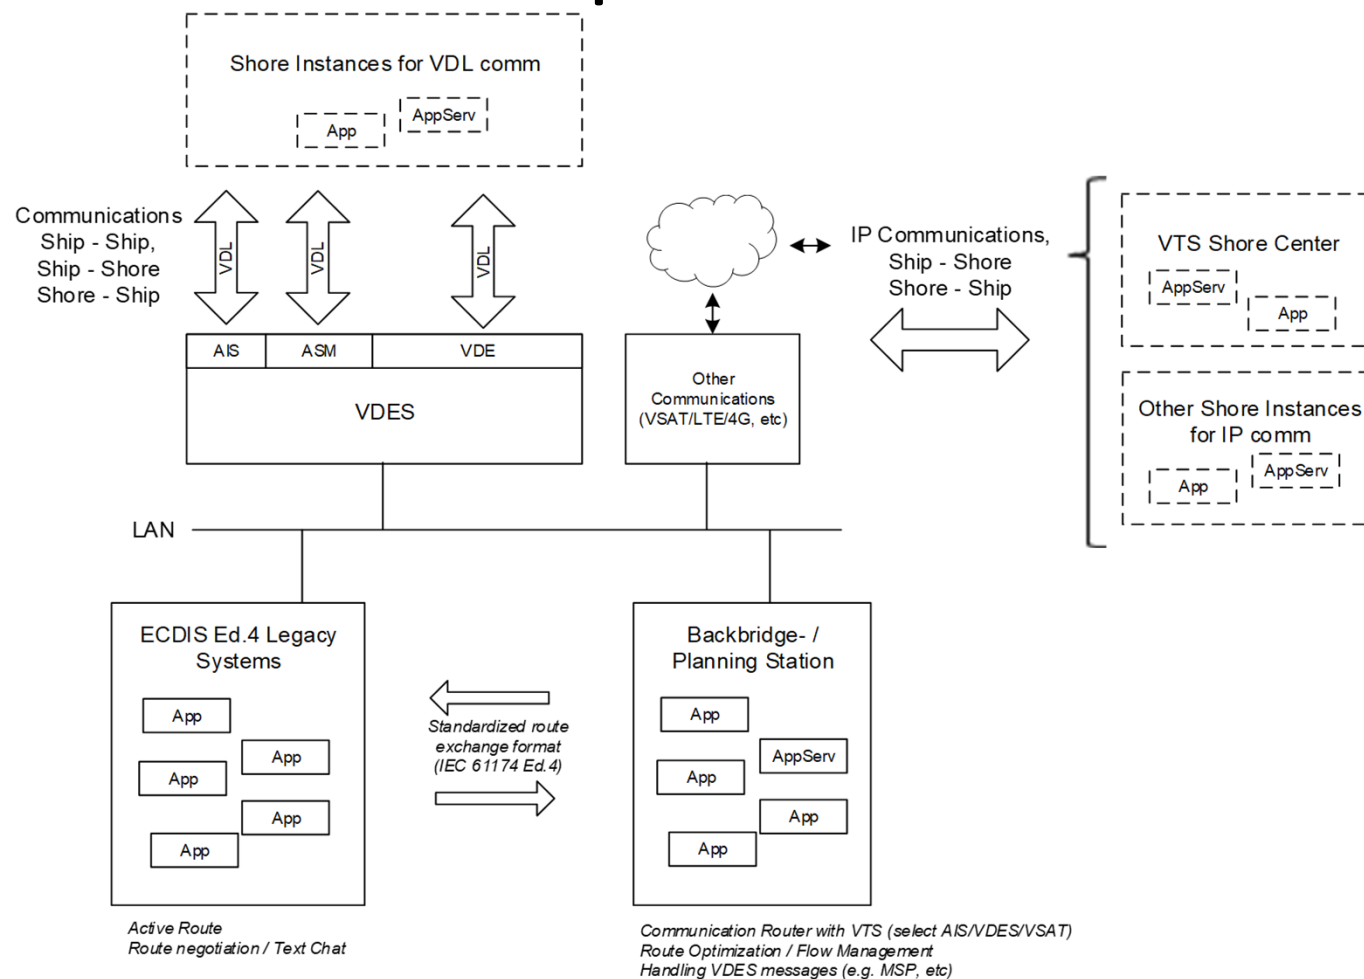 Shore Instances for VDL comm
AppServ
App
Communications
Ship - Ship,
Ship - Shore
Shore - Ship
VDL
VDL
VDL
IP Communications,
Ship - Shore
Shore - Ship
VTS Shore Center
AppServ
App
AIS
ASM
VDE
VDES
Other
Communications
(VSAT/LTE/4G, etc)
Other Shore Instances
for IP comm
AppServ
App
LAN
ECDIS Ed.4 Legacy
Systems
App
App
App
App
App
Standardized route
exchange format
(IEC 61174 Ed.4)
Backbridge- /
Planning Station
App
AppServ
App
App
App
Active Route
Route negotiation / Text Chat
Communication Router with VTS (select AIS/VDES/VSAT)
Route Optimization / Flow Management
Handling VDES messages (e.g. MSP, etc)